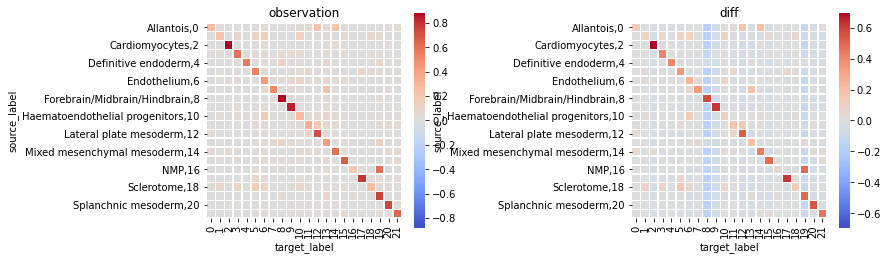 observation
source_label
Allantois,0
Cardiomyocytes,2
Definitive endoderm,4
Endothelium,6
Forebrain/Midbrain/Hindbrain,8
Haematoendothelial progenitors,10
Lateral plate mesoderm,12
Mixed mesenchymal mesoderm,14
NMP,16
Sclerotome,18
Splanchnic mesoderm,20
0 1 2 3 4 5 6 7 8 9 10 11 12 13 14 15 16 17 18 19 20 21
target_label
0.8
0.6
0.4
0.2
0.0
−0.2
−0.4
−0.6
−0.8
diff
source_label
Allantois,0
Cardiomyocytes,2
Definitive endoderm,4
Endothelium,6
Forebrain/Midbrain/Hindbrain,8
Haematoendothelial progenitors,10
Lateral plate mesoderm,12
Mixed mesenchymal mesoderm,14
NMP,16
Sclerotome,18
Splanchnic mesoderm,20
0 1 2 3 4 5 6 7 8 9 10 11 12 13 14 15 16 17 18 19 20 21
target_label
0.6
0.4
0.2
0.0
−0.2
−0.4
−0.6